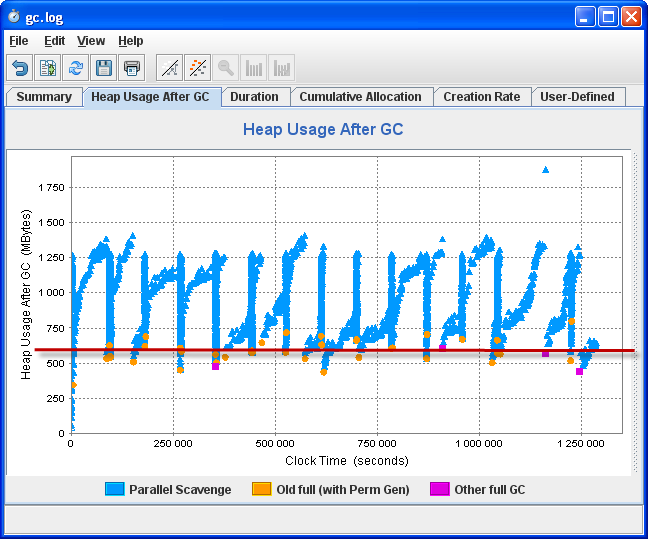 gc.log
File Edit View Help
Summary Heap Usage After GC Duration Cumulative Allocation Creation Rate User-Defined
Heap Usage After GC
Heap Usage After GC (MBytes)
1 750
1 500
1 250
1 000
750
500
250
0
0 250 000 500 000 750 000 1 000 000 1 250 000
Clock Time (seconds)
Parallel Scavenge Old full (with Perm Gen) Other full GC